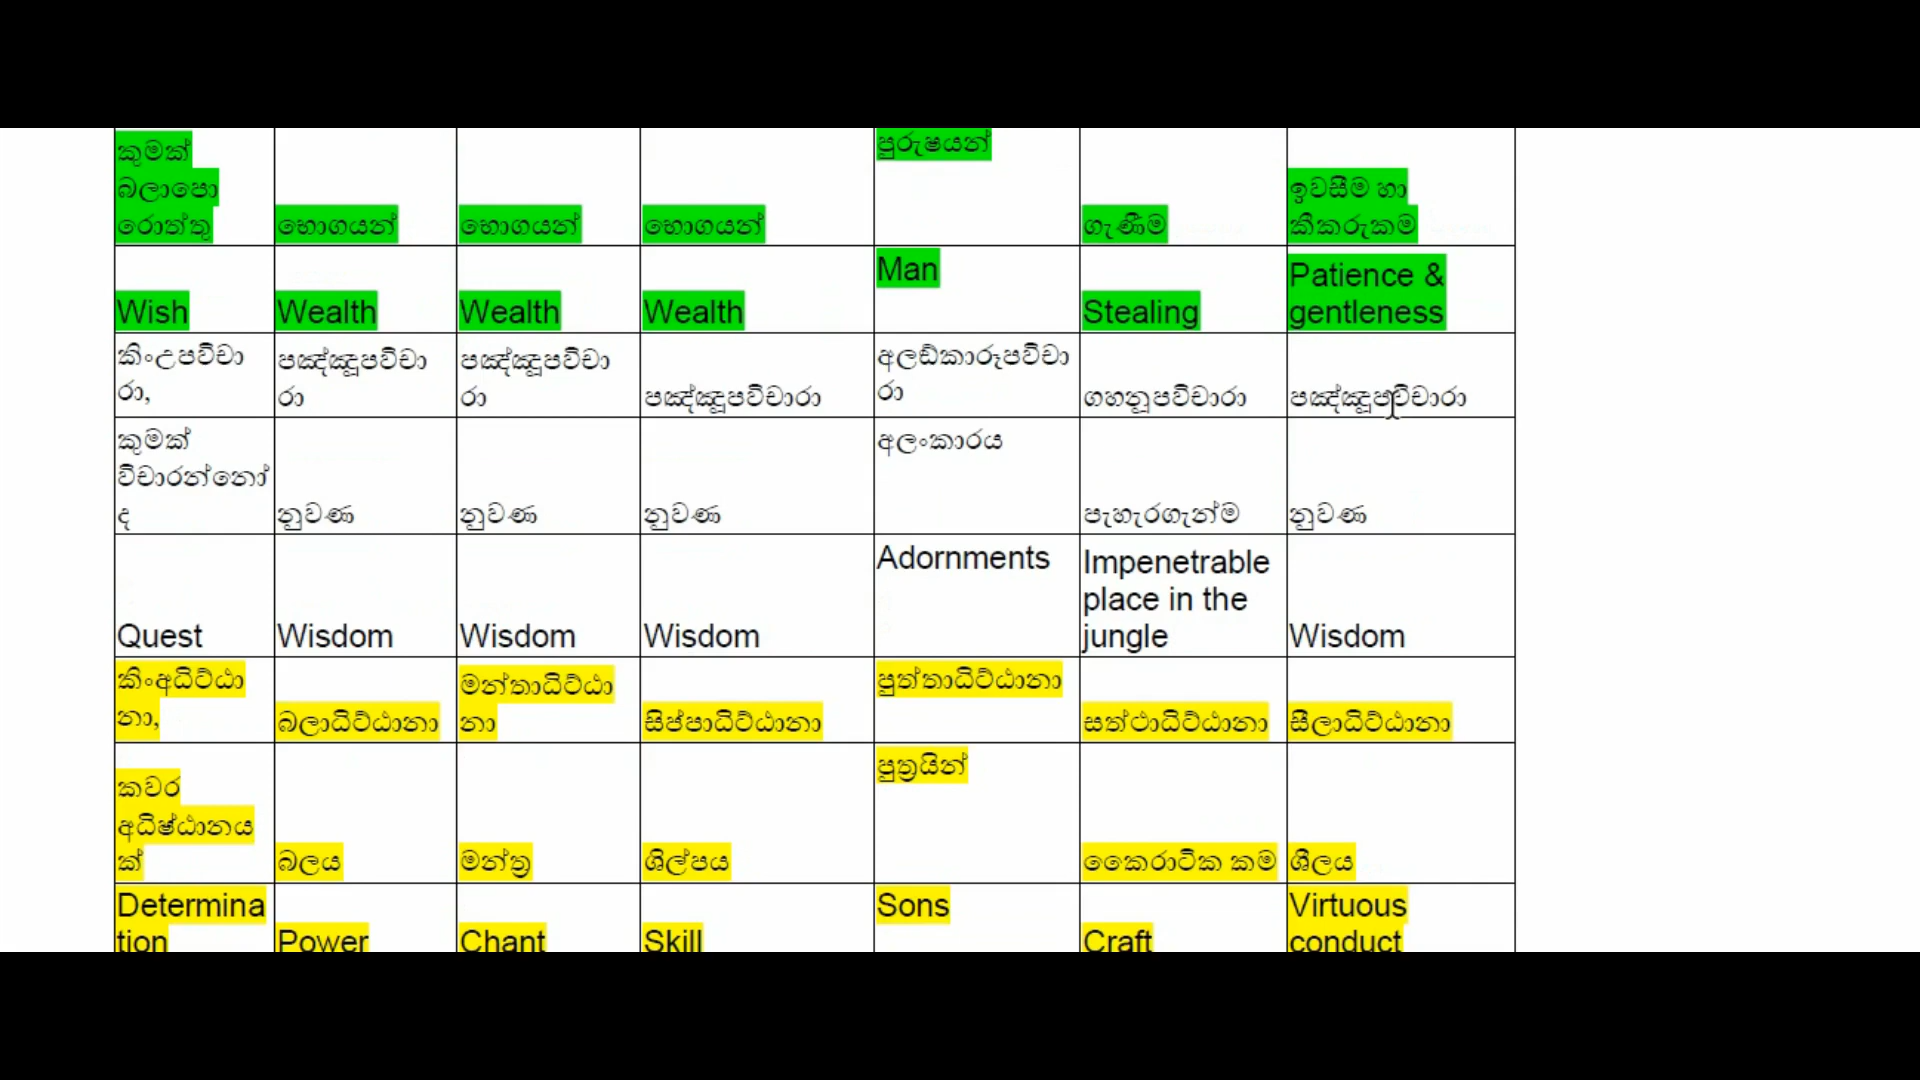 කුමක්
බලාපො
රොත්තු
භොගයන්
භොගයන්
භොගයන්
පුරුෂයන්
ගැණීම
ඉවසීම හා
කීකරුකම
Wish
Wealth
Wealth
Wealth
Man
Stealing
Patience &
gentleness
කිංඋපවිචා
රා,
පඤ්ඤූපවිචා
රා
පඤ්ඤූපවිචා
රා
පඤ්ඤූපවිචාරා
අලඞ්කාරූපවිචා
රා
ගහනූපවිචාරා
පඤ්ඤූපවිචාරා
කුමක්
විචාරන්නෝ
ද
නුවණ
නුවණ
නුවණ
අලංකාරය
පැහැරගැන්ම
නුවණ
Quest
Wisdom
Wisdom
Wisdom
Adornments
Impenetrable
place in the
jungle
Wisdom
කිංඅධිට්ඨා
නා,
බලාධිට්ඨානා
මන්තාධිට්ඨා
නා
සිප්පාධිට්ඨානා
පුත්තාධිට්ඨානා
සත්ථාධිට්ඨානා
සීලාධිට්ඨානා
කවර
අධිෂ්ඨානය
ක්
බලය
මන්ත්‍ර
ශිල්පය
පුත්‍රයින්
කෛරාටික කම
ශීලය
Determina
tion
Power
Chant
Skill
Sons
Craft
Virtuous
conduct